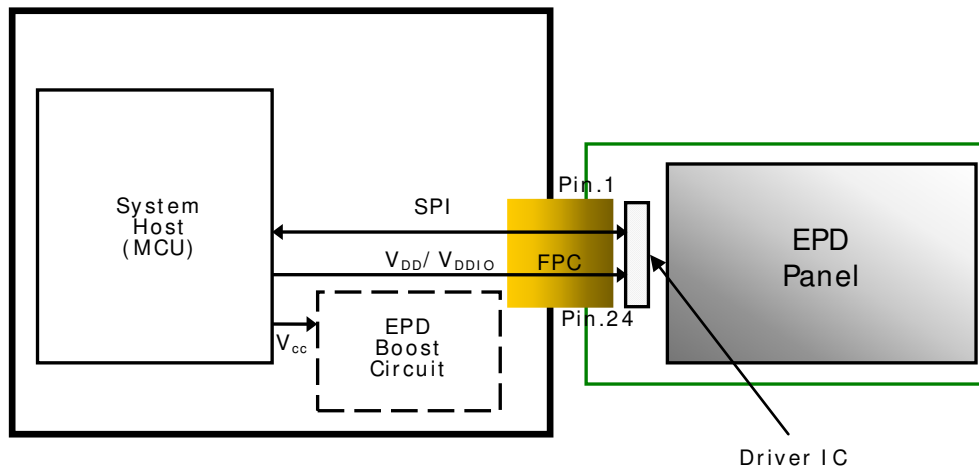 System
Host
(MCU)
SPI
VDD/ VDDIO
Vcc
EPD
Boost
Circuit
Pin.1
FPC
Pin.24
EPD
Panel
Driver IC